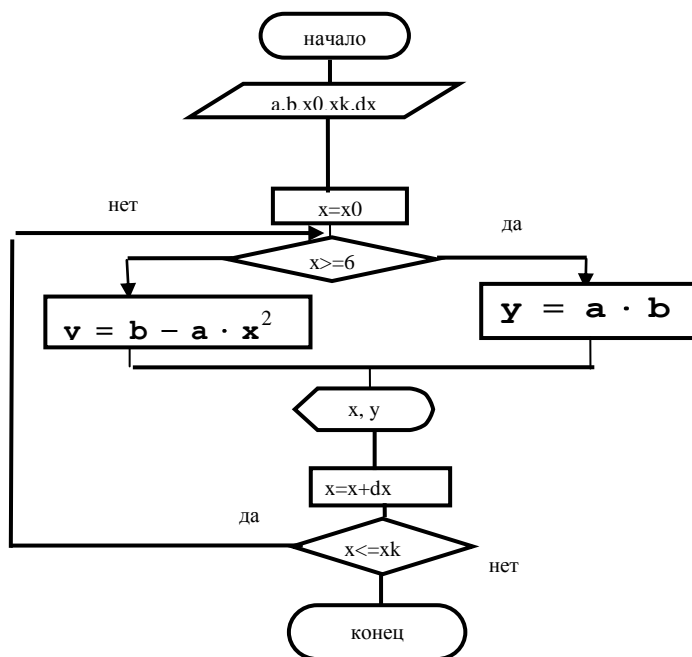 начало
a,b,x0,xk,dx
нет
x=x0
да
x>=6
v = b − a · x²
y = a · b
x, y
x=x+dx
да
x<=xk
нет
конец